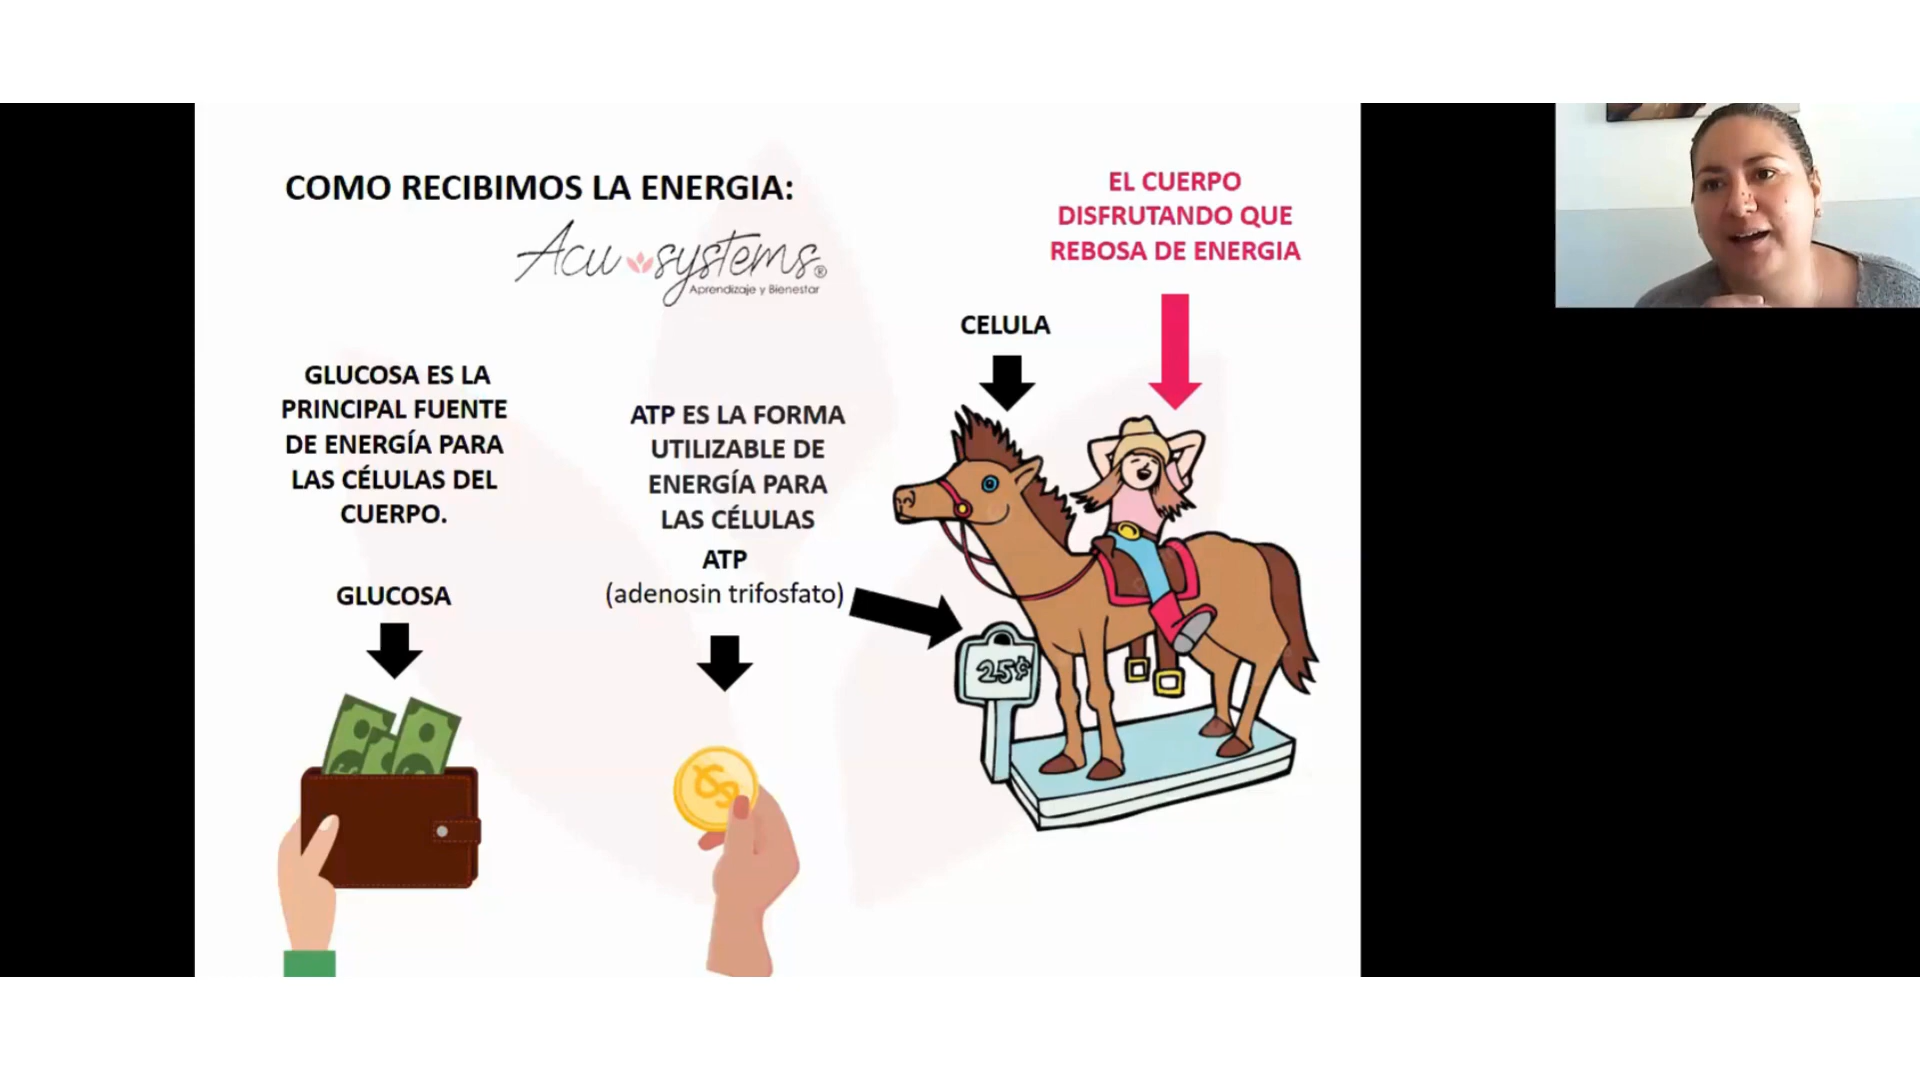 COMO RECIBIMOS LA ENERGIA:
Acu systems®
Aprendizaje y Bienestar
EL CUERPO
DISFRUTANDO QUE
REBOSA DE ENERGIA
CELULA
GLUCOSA ES LA
PRINCIPAL FUENTE
DE ENERGÍA PARA
LAS CÉLULAS DEL
CUERPO.
GLUCOSA
ATP ES LA FORMA
UTILIZABLE DE
ENERGÍA PARA
LAS CÉLULAS
ATP
(adenosin trifosfato)
25¢